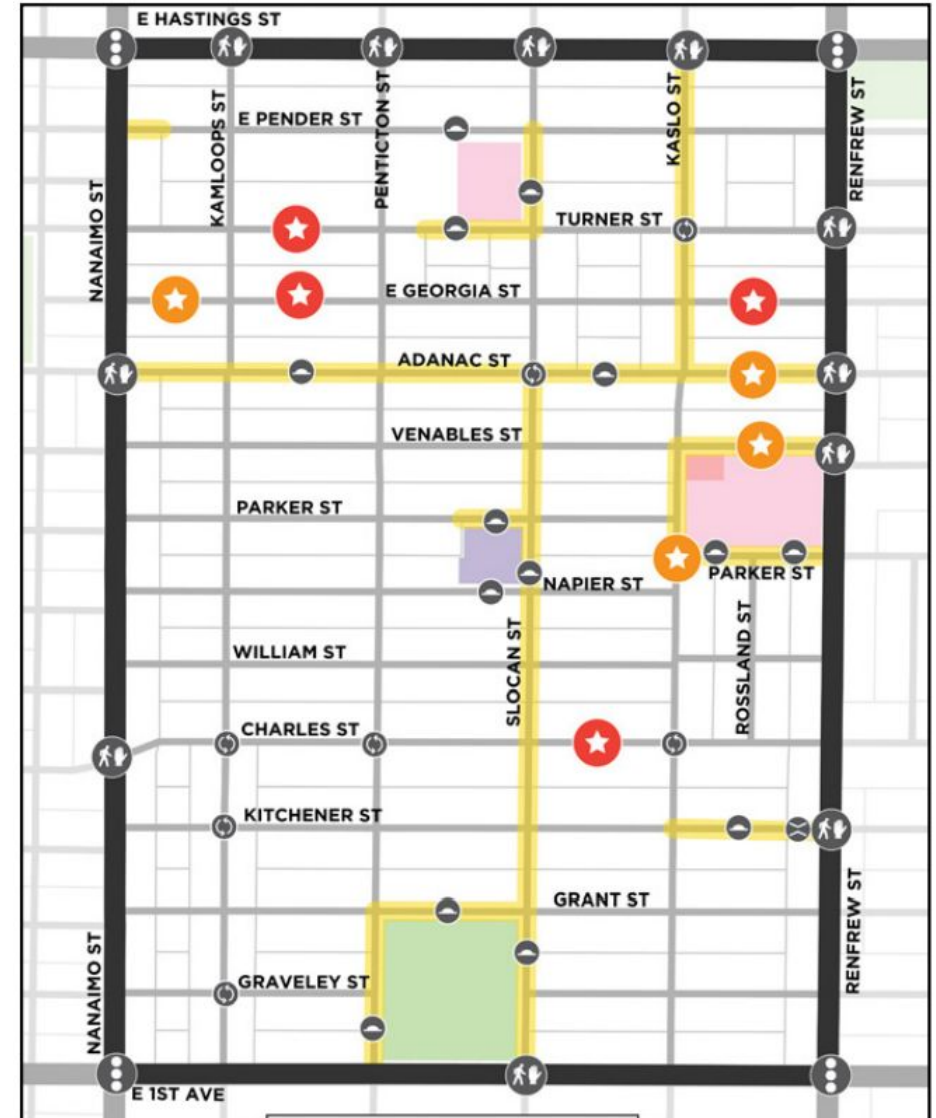 E HASTINGS ST
KAMLOOPS ST
E PENDER ST
PENTICTON ST
KASLO ST
RENFREW ST
NANAIMO ST
TURNER ST
E GEORGIA ST
ADANAC ST
VENABLES ST
PARKER ST
PARKER ST
NAPIER ST
SLOCAN ST
ROSSLAND ST
WILLIAM ST
CHARLES ST
KITCHENER ST
GRANT ST
RENFREW ST
NANAIMO ST
GRAVELEY ST
E 1ST AVE